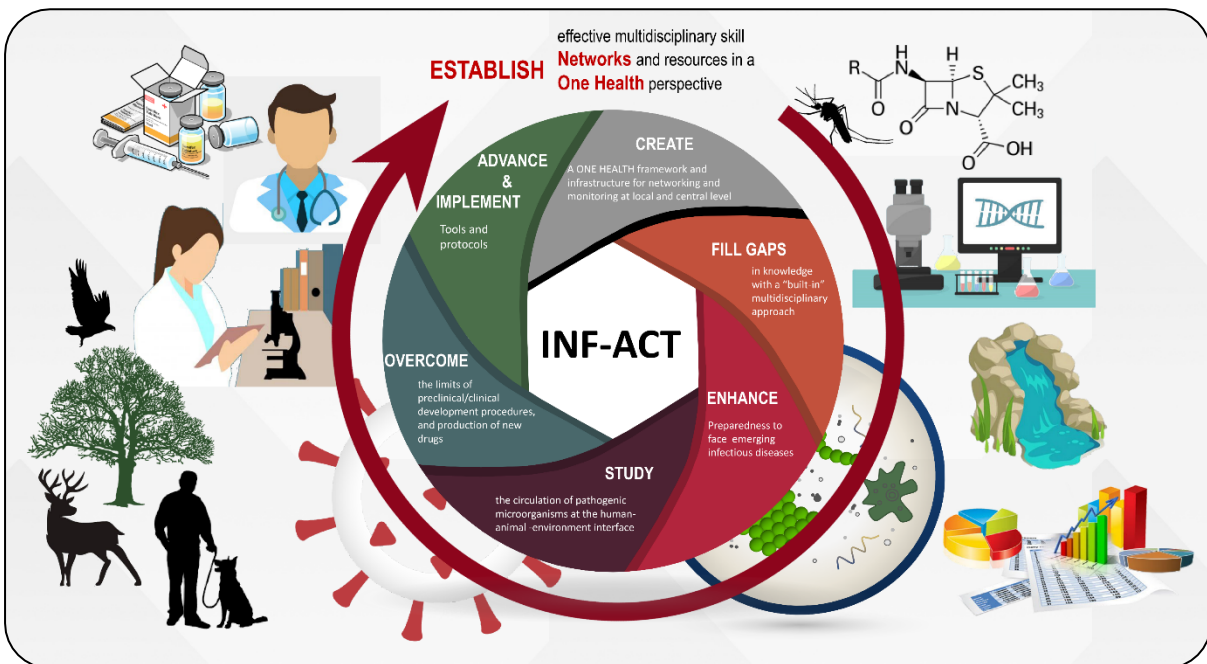 ESTABLISH
effective multidisciplinary skill
Networks and resources in a
One Health perspective
CREATE
A ONE HEALTH framework and
infrastructure for networking and
monitoring at local and central level
FILL GAPS
in knowledge
with a "built-in"
multidisciplinary
approach
ENHANCE
Preparedness to
face emerging
infectious diseases
STUDY
the circulation of pathogenic
microorganisms at the human-
animal -environment interface
OVERCOME
the limits of
preclinical/clinical
development procedures,
and production of new
drugs
ADVANCE
&
IMPLEMENT
Tools and
protocols
INF-ACT
R
H
N
H
S
CH₃
CH₃
O
N
O
O
OH